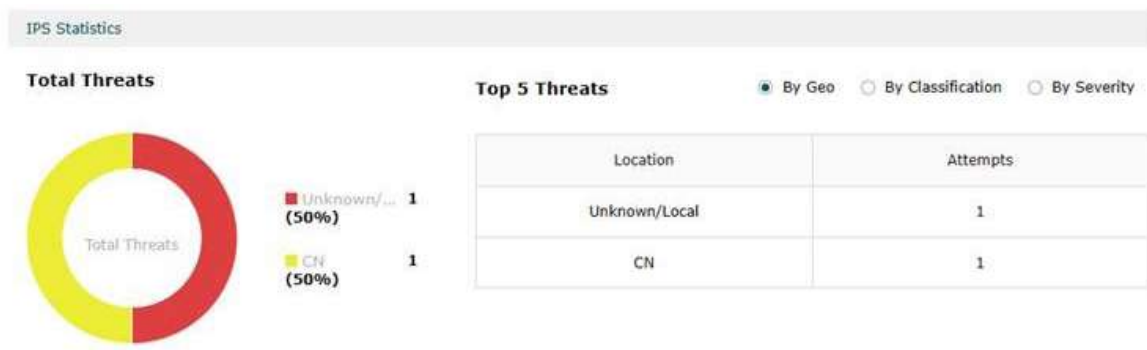 IPS Statistics
Total Threats
Top 5 Threats
By Geo
By Classification
By Severity
Total Threats
Unknown/... 1
(50%)
CN 1
(50%)
Location Attempts
Unknown/Local 1
CN 1